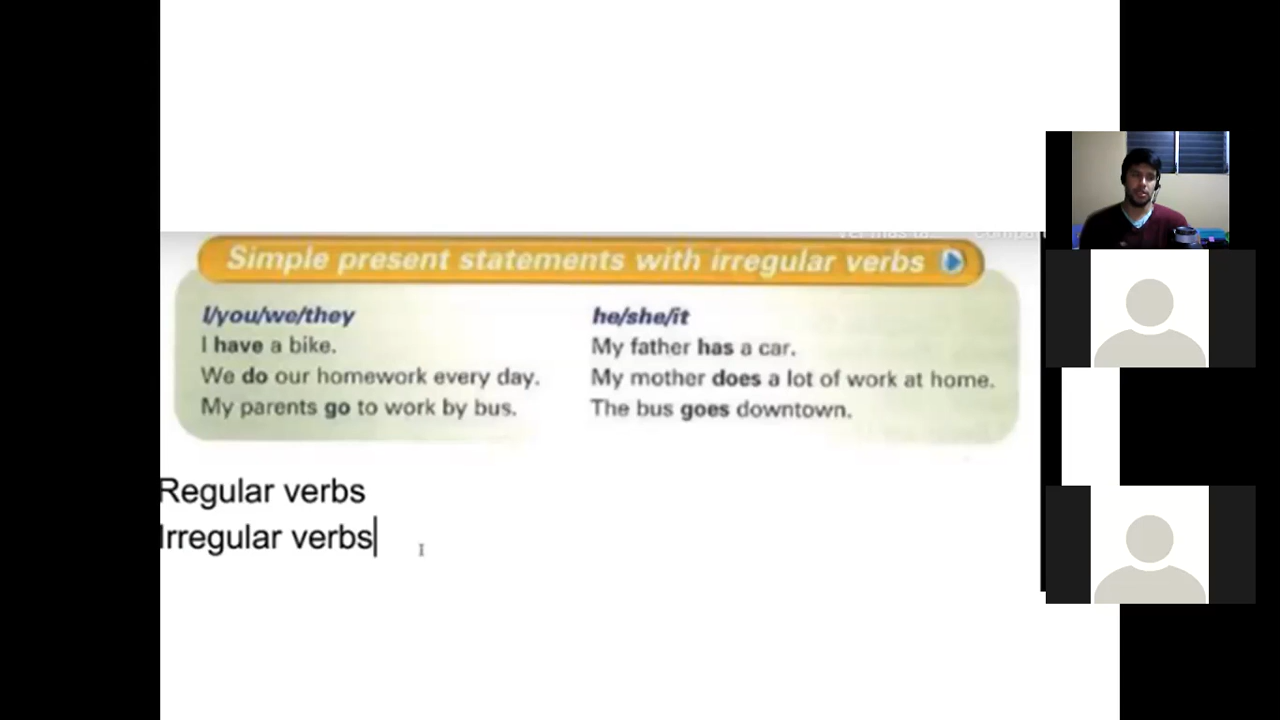 Simple present statements with irregular verbs
I/you/we/they
I have a bike.
We do our homework every day.
My parents go to work by bus.
he/she/it
My father has a car.
My mother does a lot of work at home.
The bus goes downtown.
Regular verbs
Irregular verbs